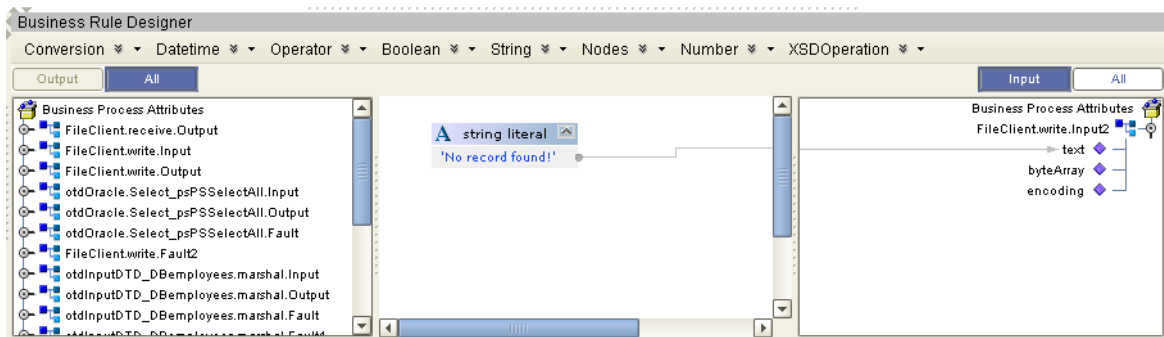 Business Rule Designer
Conversion Datetime Operator Boolean String Nodes Number XSDOperation
Output All Input All
Business Process Attributes
FileClient.receive.Output
FileClient.write.Input
FileClient.write.Output
otdOracle.Select_psPSSelectAll.Input
otdOracle.Select_psPSSelectAll.Output
otdOracle.Select_psPSSelectAll.Fault
FileClient.write.Fault2
otdInputDTD_DBemployees.marshal.Input
otdInputDTD_DBemployees.marshal.Output
otdInputDTD_DBemployees.marshal.Fault
A string literal
'No record found!'
Business Process Attributes
FileClient.write.Input2
text
byteArray
encoding